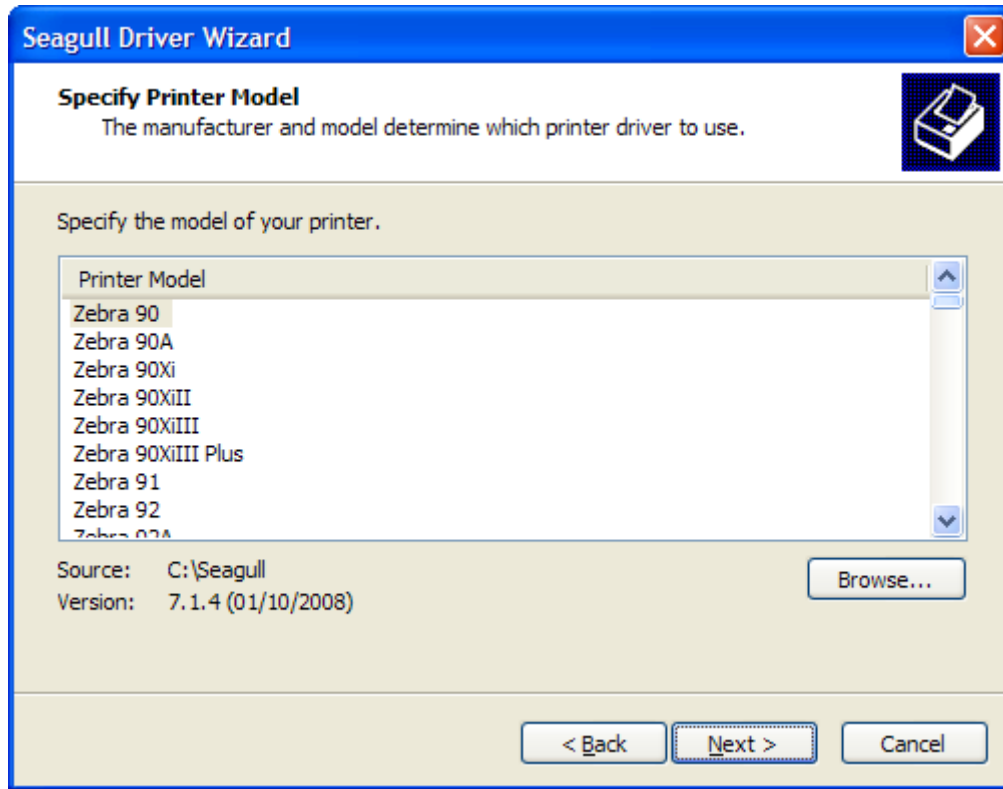 Seagull Driver Wizard
Specify Printer Model
The manufacturer and model determine which printer driver to use.
Specify the model of your printer.
Printer Model
Zebra 90
Zebra 90A
Zebra 90Xi
Zebra 90XiII
Zebra 90XiIII
Zebra 90XiIII Plus
Zebra 91
Zebra 92
Zebra 92A
Source: C:\Seagull
Browse...
Version: 7.1.4 (01/10/2008)
< Back Next > Cancel